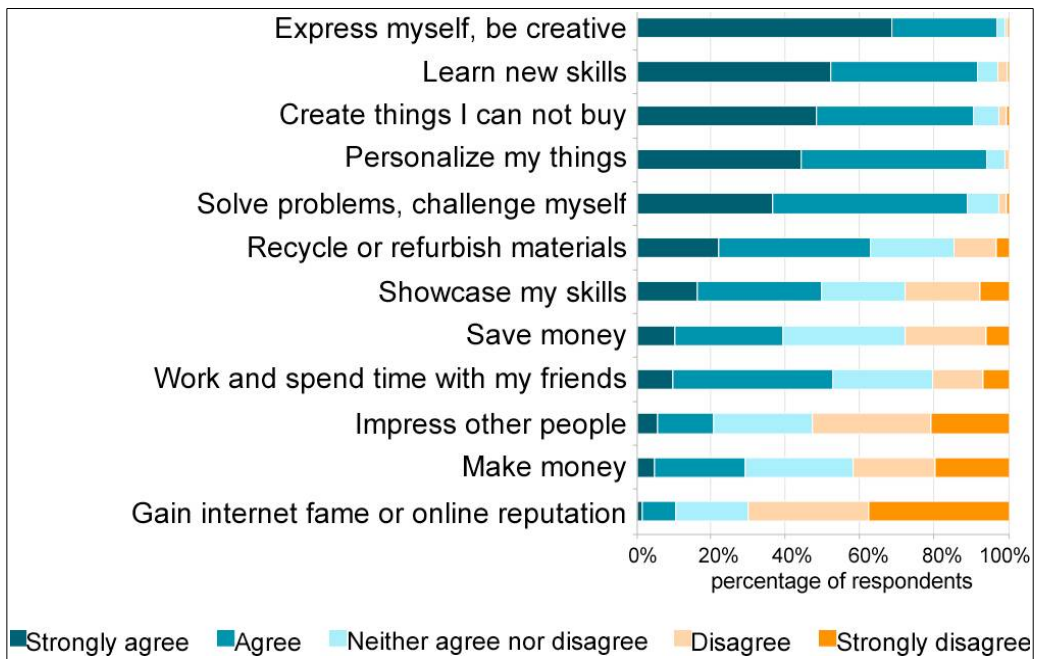 Express myself, be creative
Learn new skills
Create things I can not buy
Personalize my things
Solve problems, challenge myself
Recycle or refurbish materials
Showcase my skills
Save money
Work and spend time with my friends
Impress other people
Make money
Gain internet fame or online reputation
0% 20% 40% 60% 80% 100%
percentage of respondents
Strongly agree Agree Neither agree nor disagree Disagree Strongly disagree